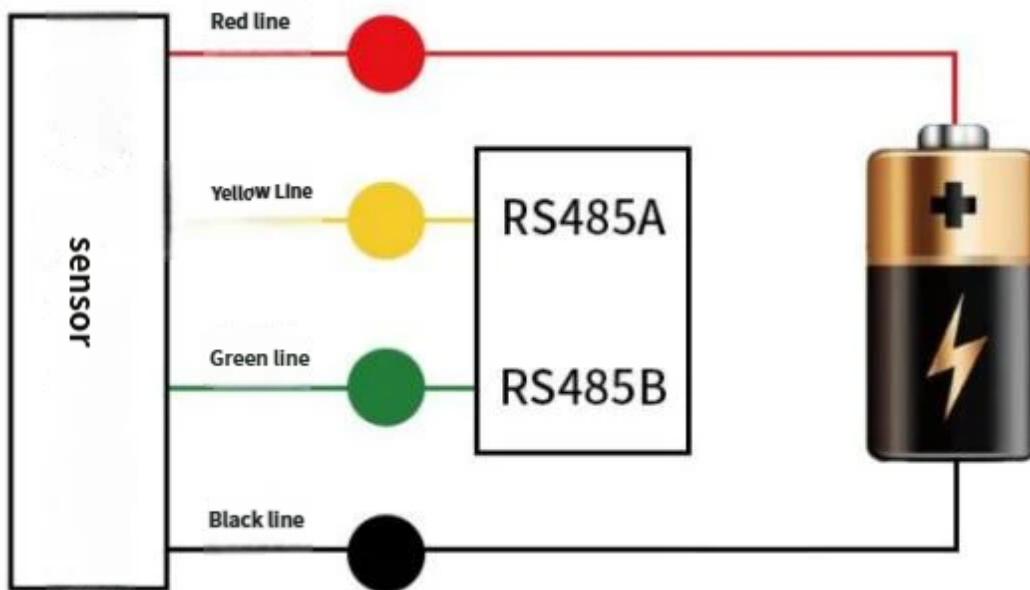 Red line
Yellow Line
RS485A
sensor
Green line
RS485B
Black line